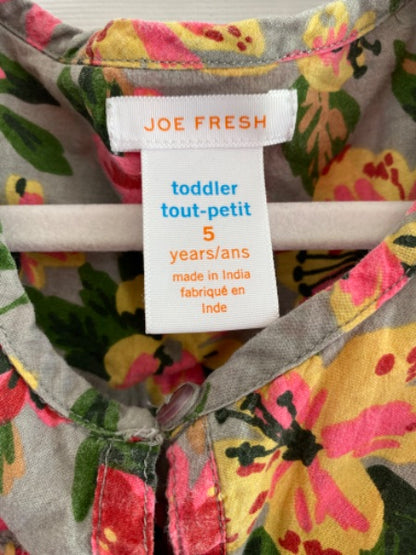 JOE FRESH
toddler
tout-petit
5
years/ans
made in India
fabriqué en
Inde